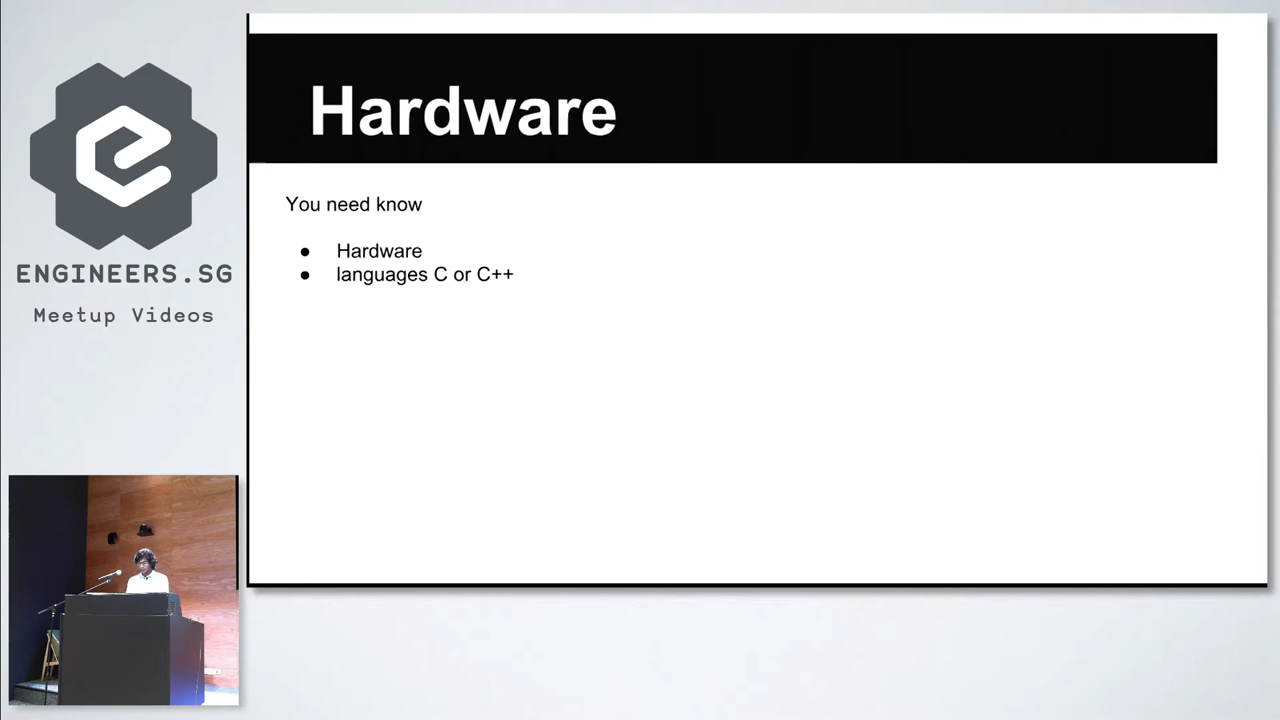 Hardware
You need know
● Hardware
● languages C or C++
ENGINEERS.SG
Meetup Videos